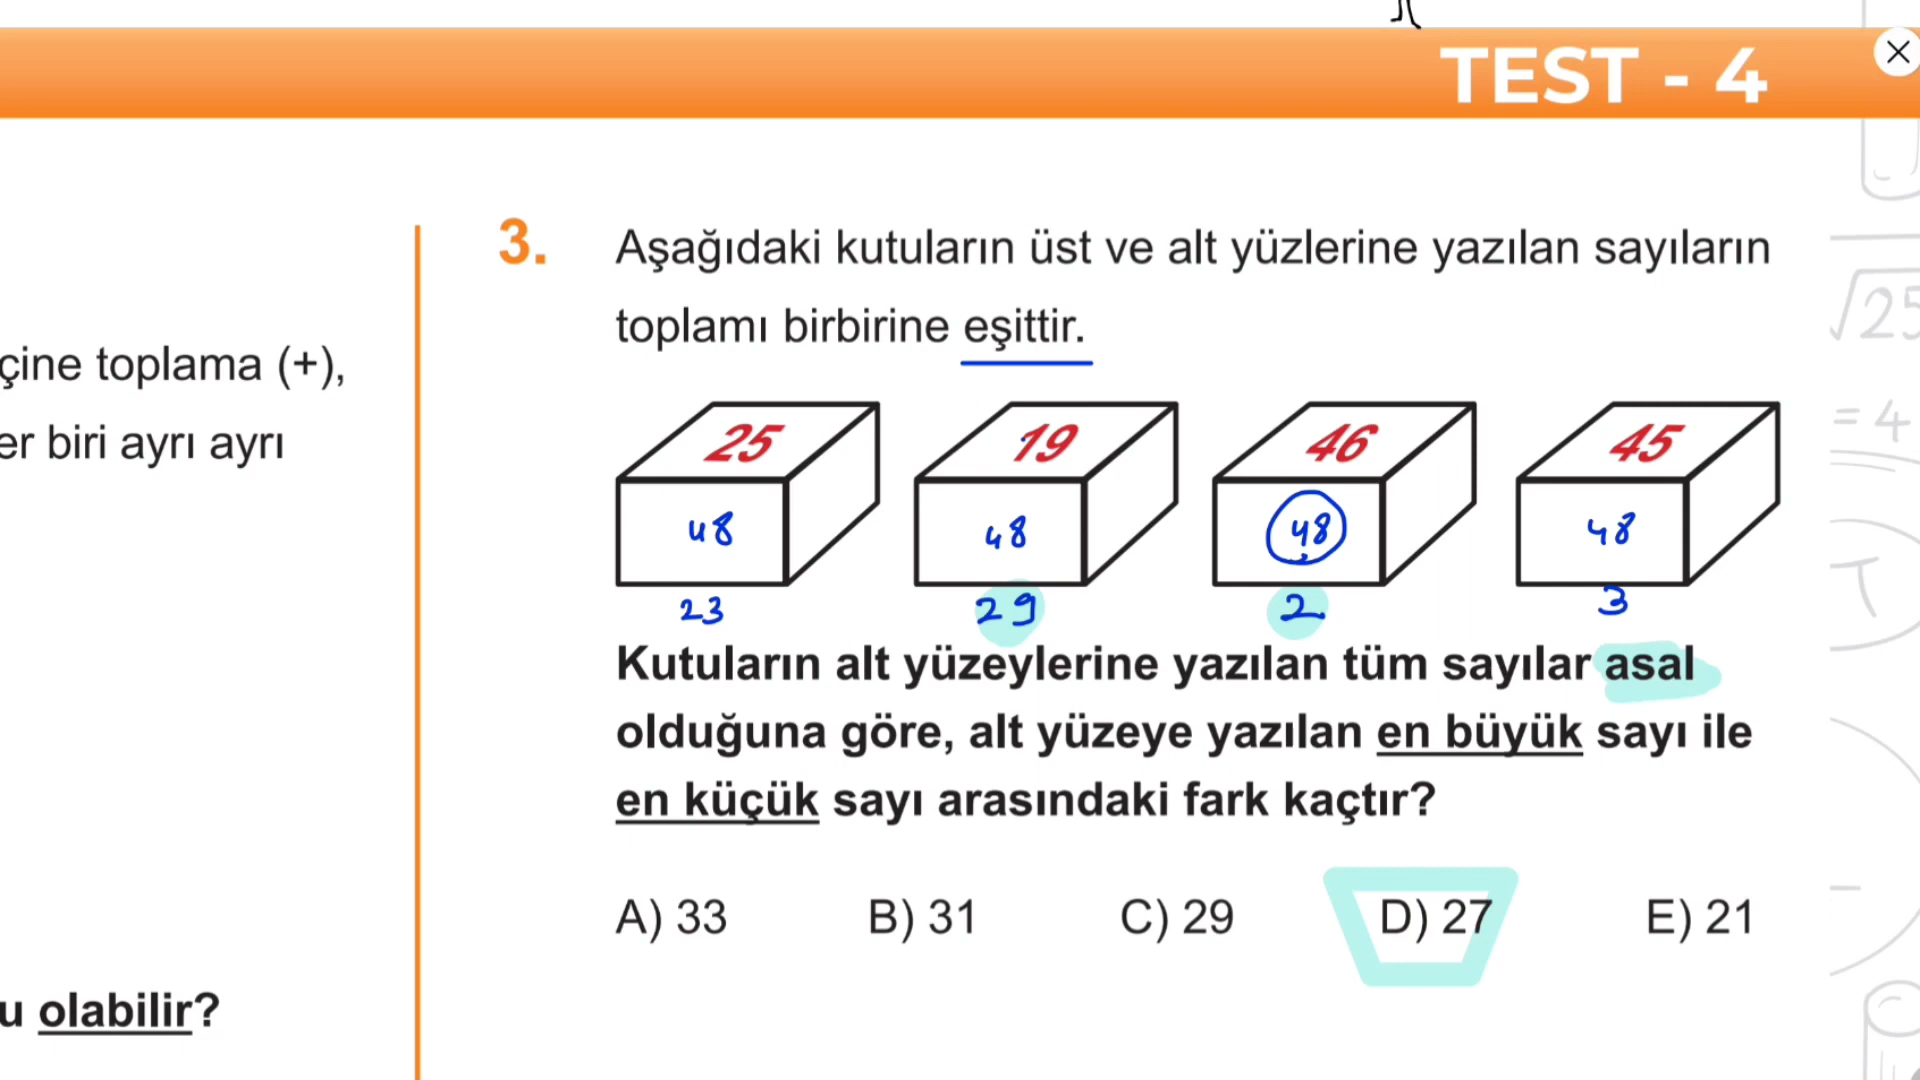 TEST - 4
çine toplama (+),
er biri ayrı ayrı
u olabilir?
3. Aşağıdaki kutuların üst ve alt yüzlerine yazılan sayıların
toplamı birbirine eşittir.
25 19 46 45
48 48 48 48
23 29 2 3
Kutuların alt yüzeylerine yazılan tüm sayılar asal
olduğuna göre, alt yüzeye yazılan en büyük sayı ile
en küçük sayı arasındaki fark kaçtır?
A) 33 B) 31 C) 29 D) 27 E) 21
√25
= 4
T